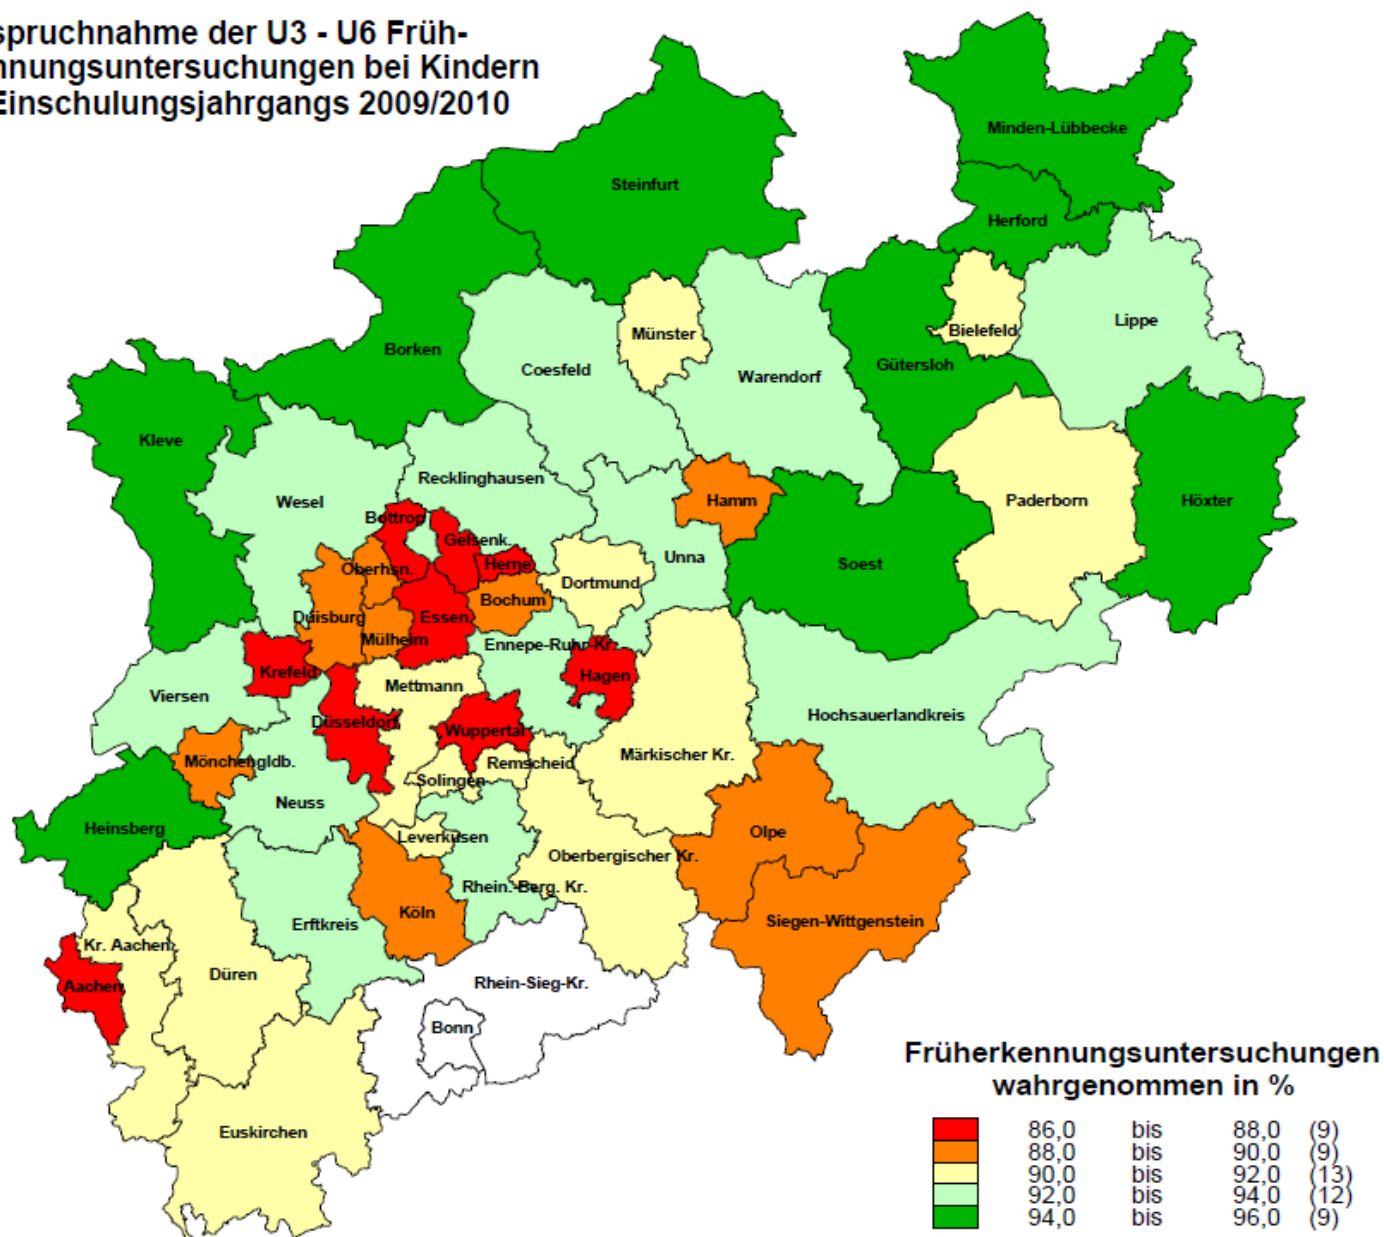 spruchnahme der U3 - U6 Früh-
nnungsuntersuchungen bei Kindern
Einschulungsjahrgangs 2009/2010
Minden-Lübbecke
Steinfurt
Herford
Lippe
Bielefeld
Münster
Borken
Gütersloh
Coesfeld
Warendorf
Kleve
Recklinghausen
Wesel
Hamm
Paderborn
Höxter
Bottrop
Gelsenk.
Unna
Herne
Soest
Oberhsn.
Dortmund
Bochum
Duisburg
Essen
Mülheim
Ennepe-Ruhr-Kr.
Krefeld
Hagen
Mettmann
Viersen
Hochsauerlandkreis
Düsseldorf
Wuppertal
Märkischer Kr.
Mönchengldb.
Remscheid
Solingen
Neuss
Heinsberg
Olpe
Leverkusen
Oberbergischer Kr.
Rhein.-Berg. Kr.
Köln
Siegen-Wittgenstein
Erftkreis
Kr. Aachen
Düren
Rhein-Sieg-Kr.
Aachen
Bonn
Euskirchen
Früherkennungsuntersuchungen
wahrgenommen in %
86,0 bis 88,0 (9)
88,0 bis 90,0 (9)
90,0 bis 92,0 (13)
92,0 bis 94,0 (12)
94,0 bis 96,0 (9)